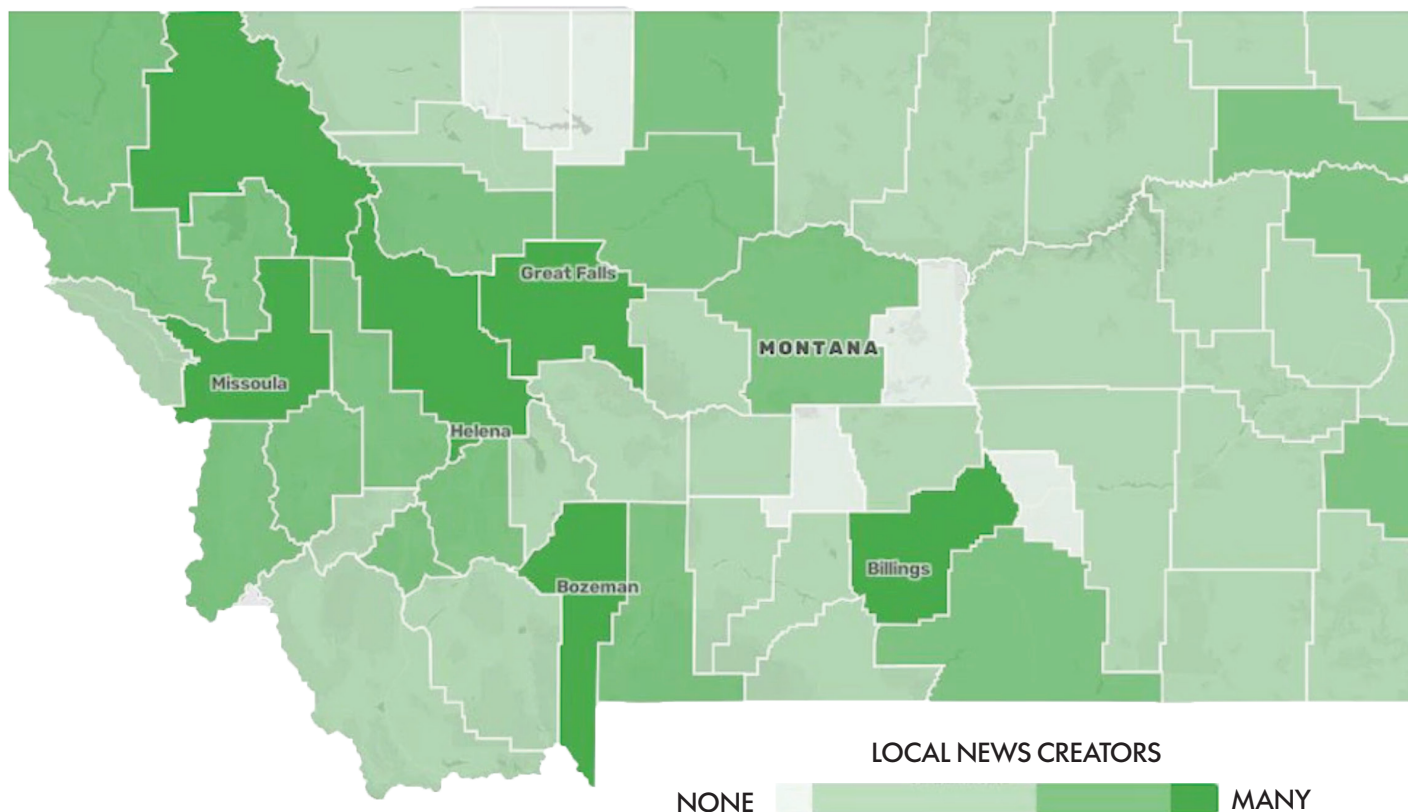 Great Falls
MONTANA
Missoula
Helena
Billings
Bozeman
LOCAL NEWS CREATORS
NONE MANY